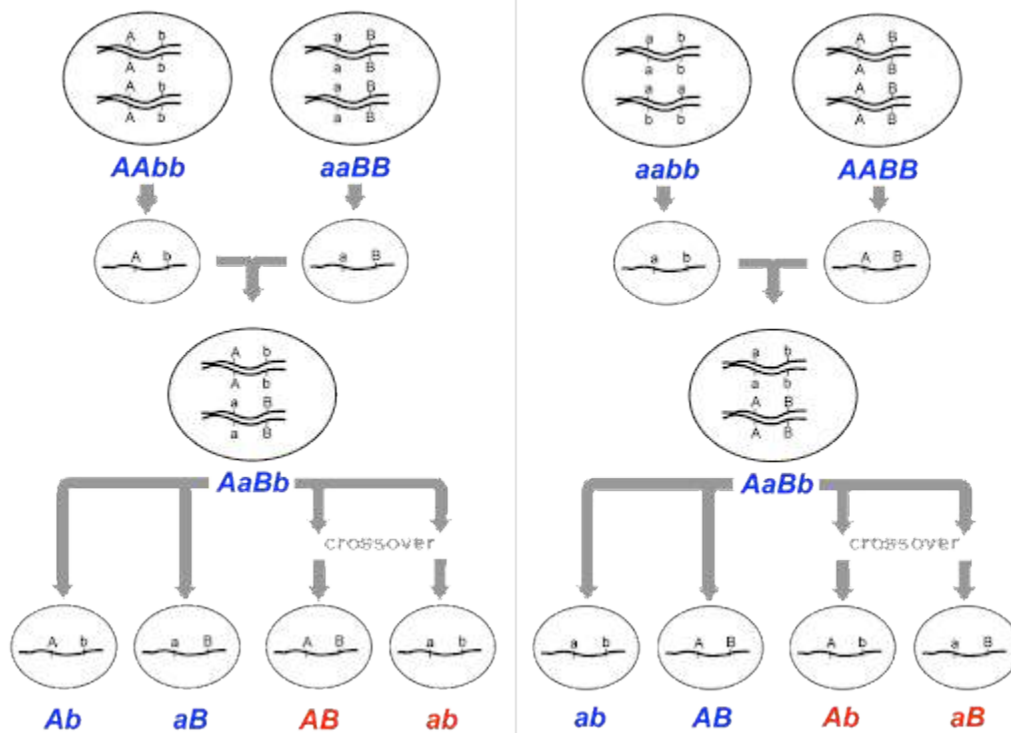 A b a B
A b a B
A b a B
A b a B
AAbb aaBB
A b a B
A b
A b
a B
a B
AaBb
crossover
A b a B A B a b
Ab aB AB ab
a b A B
a b A B
a a A B
b b A B
aabb AABB
a b A B
a b
a b
A B
A B
AaBb
crossover
a b A B A b a B
ab AB Ab aB